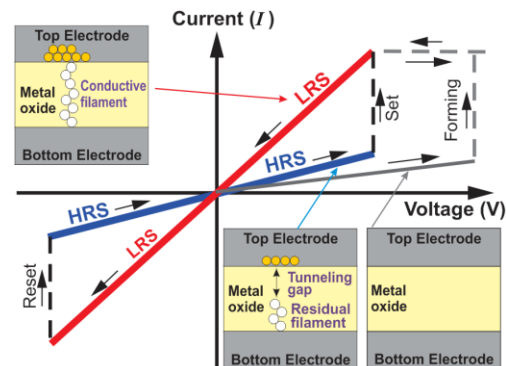 Current (I)
Top Electrode
Metal
oxide
Conductive
filament
Bottom Electrode
LRS
Set
Forming
HRS
HRS
Voltage (V)
LRS
Reset
Top Electrode
Tunneling
gap
Metal
oxide
Residual
filament
Bottom Electrode
Top Electrode
Metal
oxide
Bottom Electrode